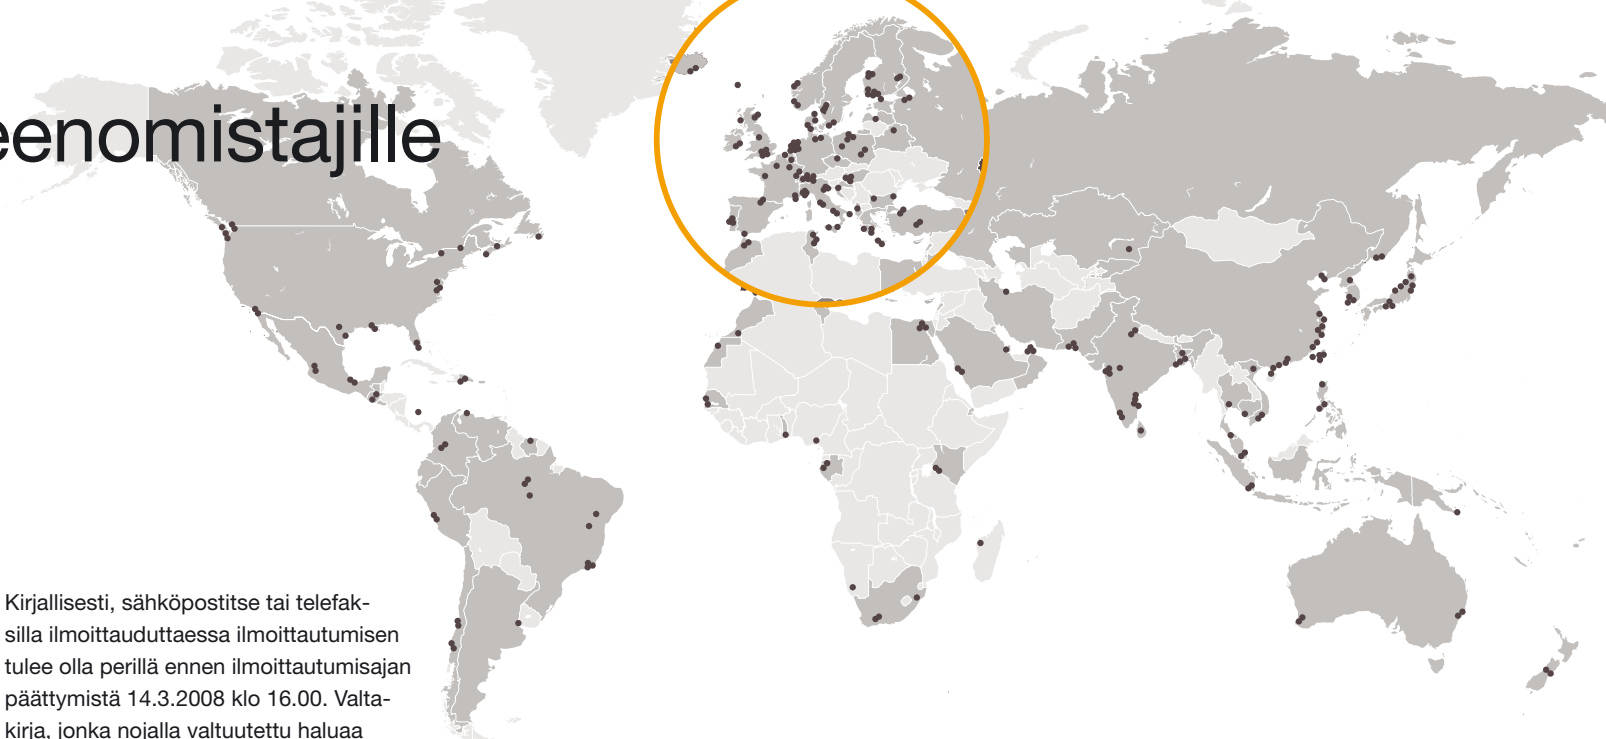 eenomistajille
Kirjallisesti, sähköpostitse tai telefak-
silla ilmoittauduttaessa ilmoittautumisen
tulee olla perillä ennen ilmoittautumisajan
päättymistä 14.3.2008 klo 16.00. Valta-
kirja, jonka nojalla valtuutettu haluaa